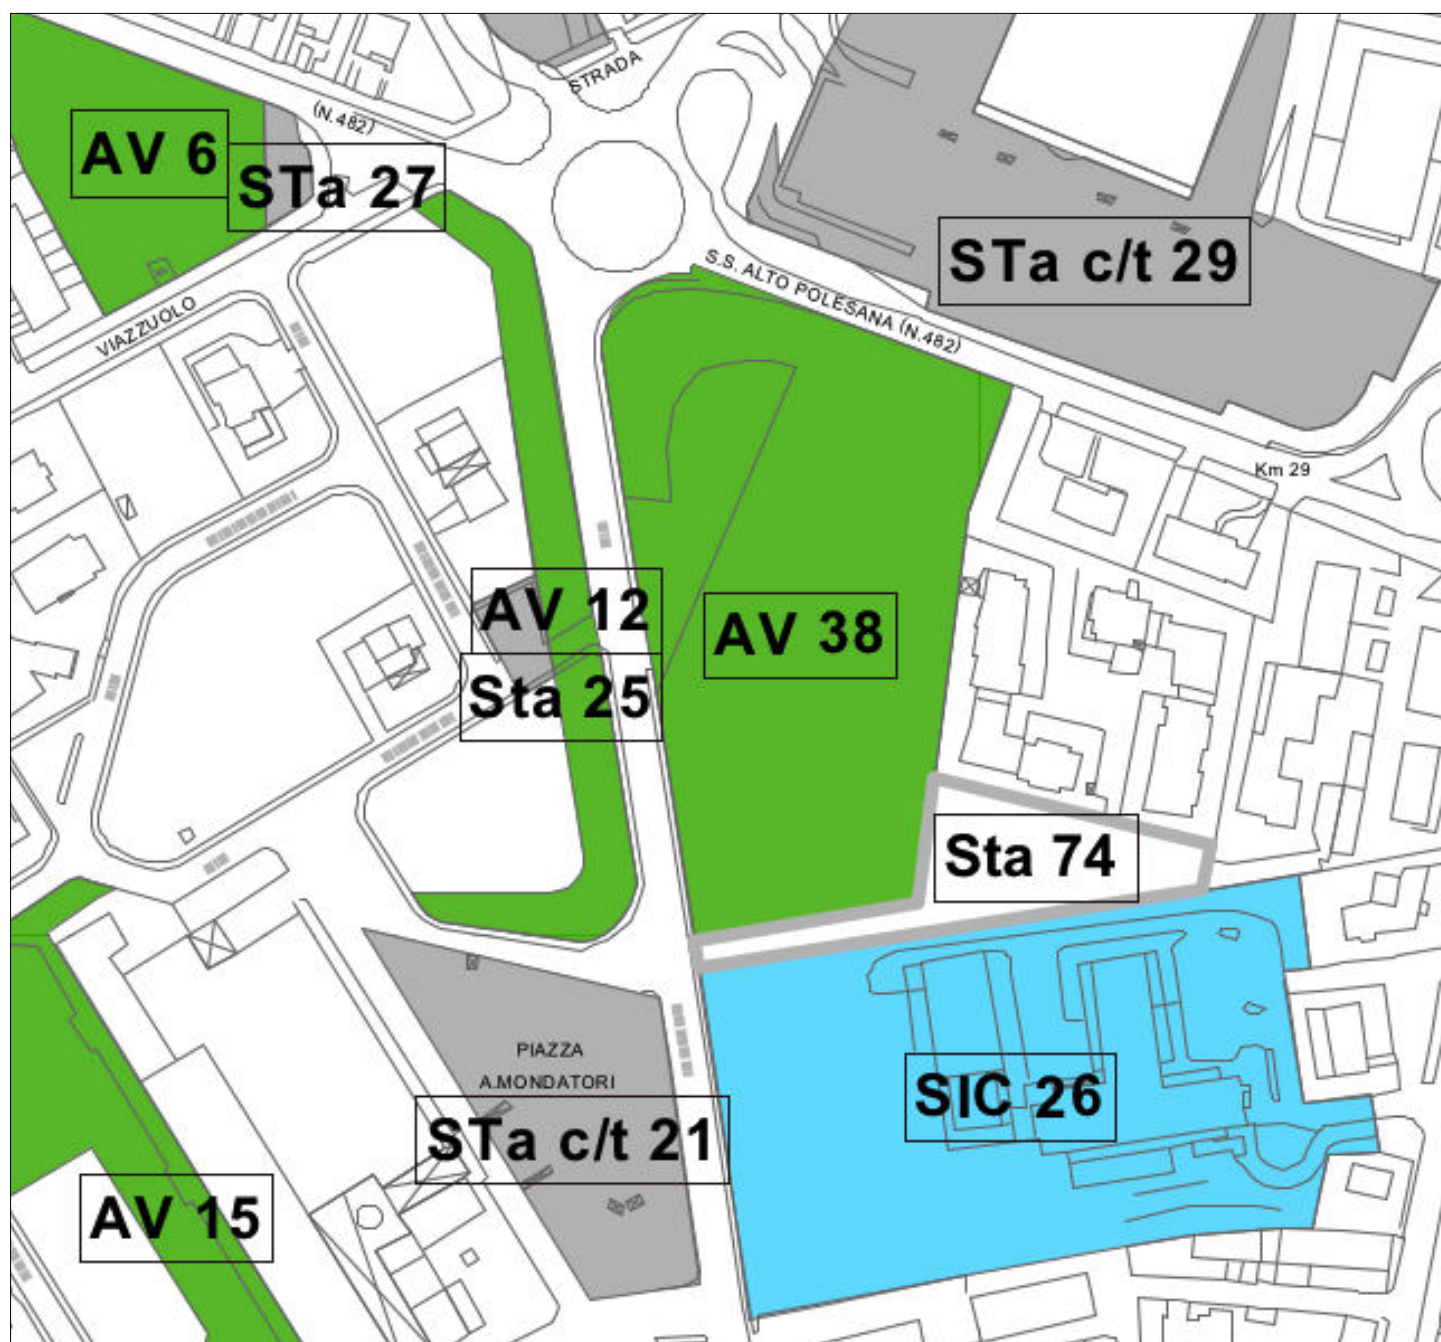 STRADA
(N.482)
AV 6
STa 27
STa c/t 29
S.S. ALTO POLESANA (N.482)
VIAZZUOLO
Km 29
AV 12
AV 38
Sta 25
Sta 74
PIAZZA
A.MONDATORI
SIC 26
STa c/t 21
AV 15